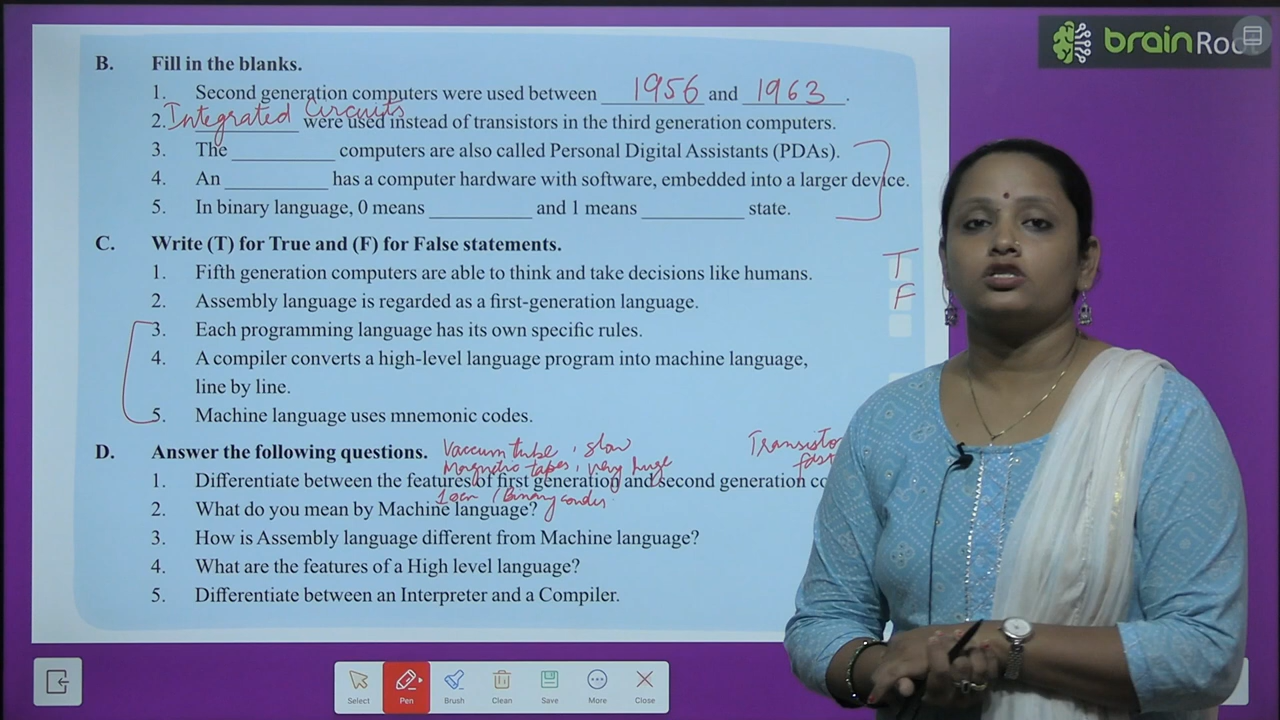 brainRoo
B. Fill in the blanks.
1. Second generation computers were used between 1956 and 1963.
2. Integrated Circuits were used instead of transistors in the third generation computers.
3. The __________ computers are also called Personal Digital Assistants (PDAs).
4. An __________ has a computer hardware with software, embedded into a larger device.
5. In binary language, 0 means __________ and 1 means __________ state.
C. Write (T) for True and (F) for False statements.
1. Fifth generation computers are able to think and take decisions like humans. T
2. Assembly language is regarded as a first-generation language. F
3. Each programming language has its own specific rules.
4. A compiler converts a high-level language program into machine language,
line by line.
5. Machine language uses mnemonic codes.
Vaccum tube, slow Transisto
D. Answer the following questions.
Magnetic tapes, very huge fast
1. Differentiate between the features of first generation and second generation co
Binary
2. What do you mean by Machine language?
3. How is Assembly language different from Machine language?
4. What are the features of a High level language?
5. Differentiate between an Interpreter and a Compiler.
Select Pen Brush Clean Save More Close